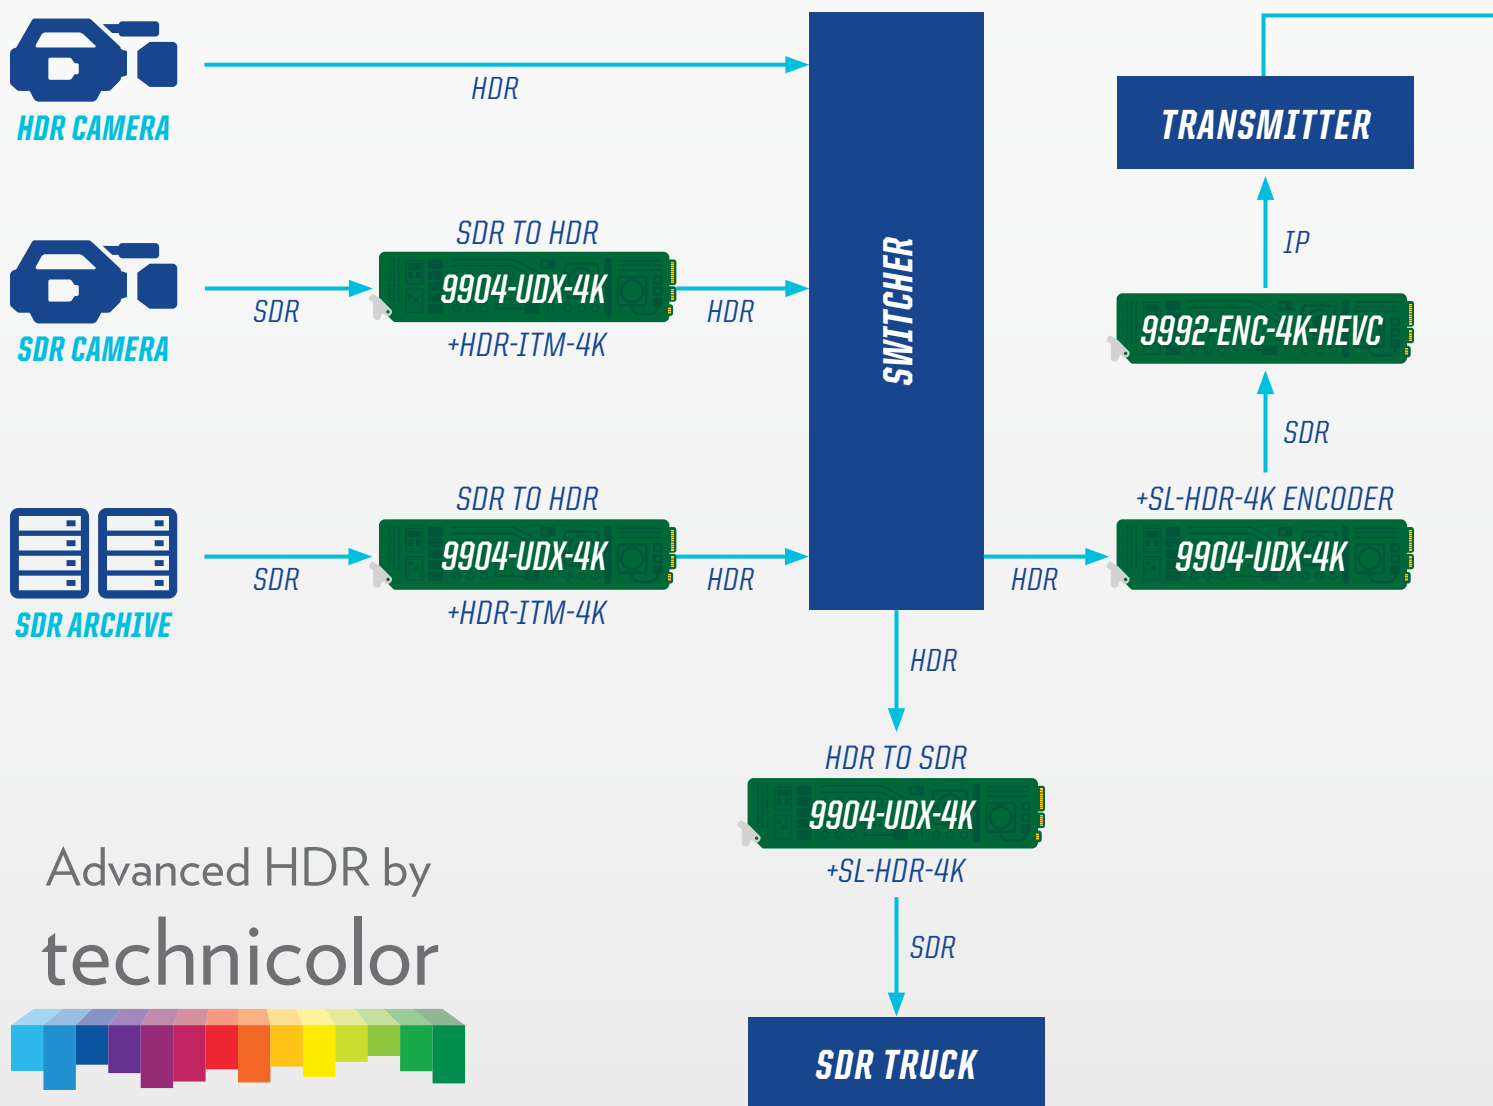 HDR CAMERA
HDR
SDR CAMERA
SDR
SDR TO HDR
9904-UDX-4K
+HDR-ITM-4K
HDR
SDR ARCHIVE
SDR
SDR TO HDR
9904-UDX-4K
+HDR-ITM-4K
HDR
SWITCHER
HDR
+SL-HDR-4K ENCODER
9904-UDX-4K
SDR
9992-ENC-4K-HEVC
IP
TRANSMITTER
HDR
HDR TO SDR
9904-UDX-4K
+SL-HDR-4K
SDR
SDR TRUCK
Advanced HDR by
technicolor